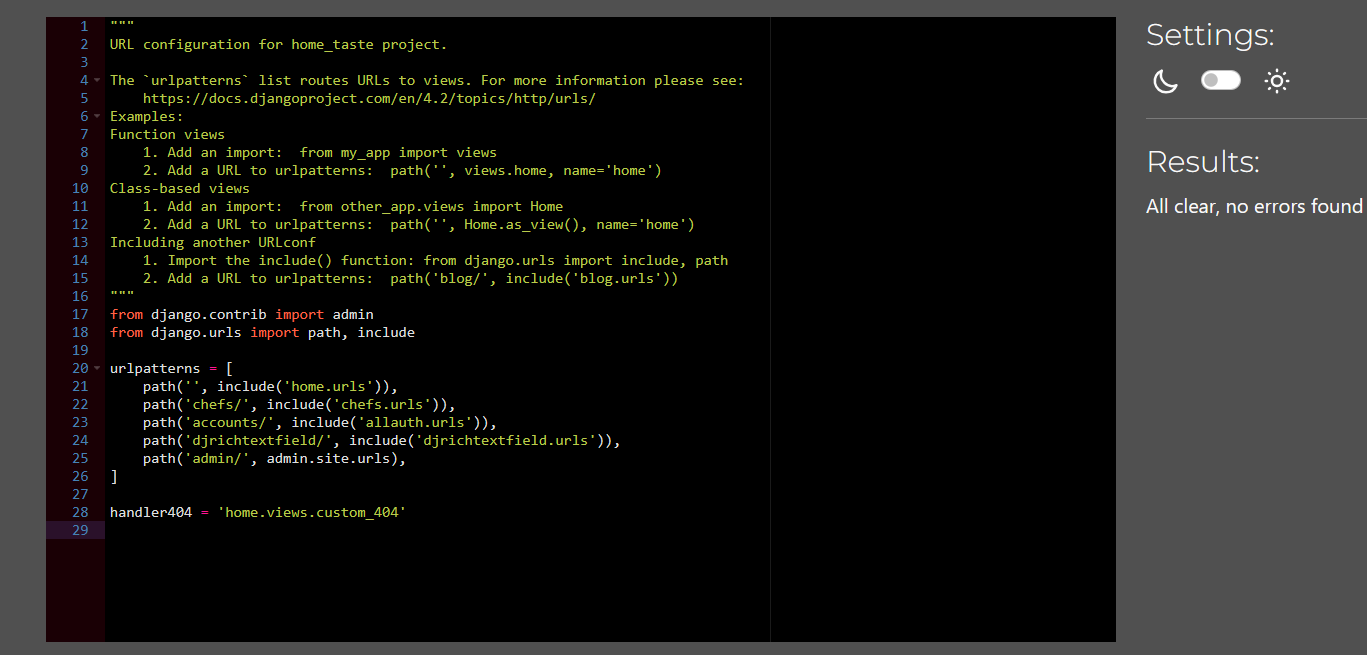 1 """
2 URL configuration for home_taste project.
3
4 The `urlpatterns` list routes URLs to views. For more information please see:
5     https://docs.djangoproject.com/en/4.2/topics/http/urls/
6 Examples:
7 Function views
8     1. Add an import:  from my_app import views
9     2. Add a URL to urlpatterns:  path('', views.home, name='home')
10 Class-based views
11     1. Add an import:  from other_app.views import Home
12     2. Add a URL to urlpatterns:  path('', Home.as_view(), name='home')
13 Including another URLconf
14     1. Import the include() function: from django.urls import include, path
15     2. Add a URL to urlpatterns:  path('blog/', include('blog.urls'))
16 """
17 from django.contrib import admin
18 from django.urls import path, include
19
20 urlpatterns = [
21     path('', include('home.urls')),
22     path('chefs/', include('chefs.urls')),
23     path('accounts/', include('allauth.urls')),
24     path('djrichtextfield/', include('djrichtextfield.urls')),
25     path('admin/', admin.site.urls),
26 ]
27
28 handler404 = 'home.views.custom_404'
29
Settings:
Results:
All clear, no errors found